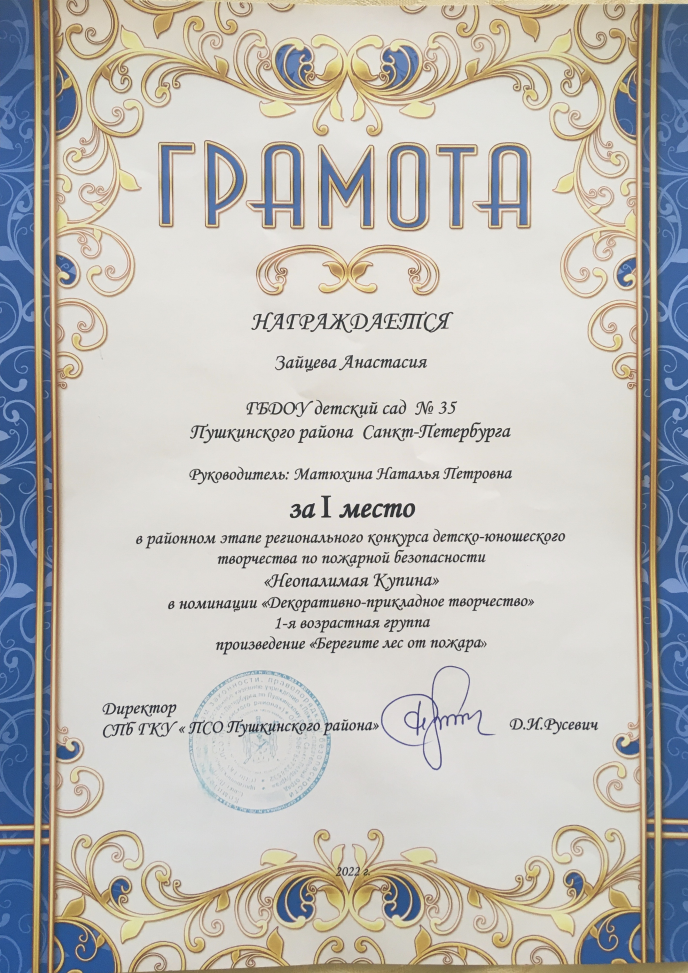 ГРАМОТА
НАГРАЖДАЕТСЯ
Зайцева Анастасия
ГБДОУ детский сад № 35
Пушкинского района Санкт-Петербурга
Руководитель: Матюхина Наталья Петровна
за I место
в районном этапе регионального конкурса детско-юношеского
творчества по пожарной безопасности
«Неопалимая Купина»
в номинации «Декоративно-прикладное творчество»
1-я возрастная группа
произведение «Берегите лес от пожара»
Директор
СПБ ГКУ « ПСО Пушкинского района»
Д.И.Русевич
2022 г.